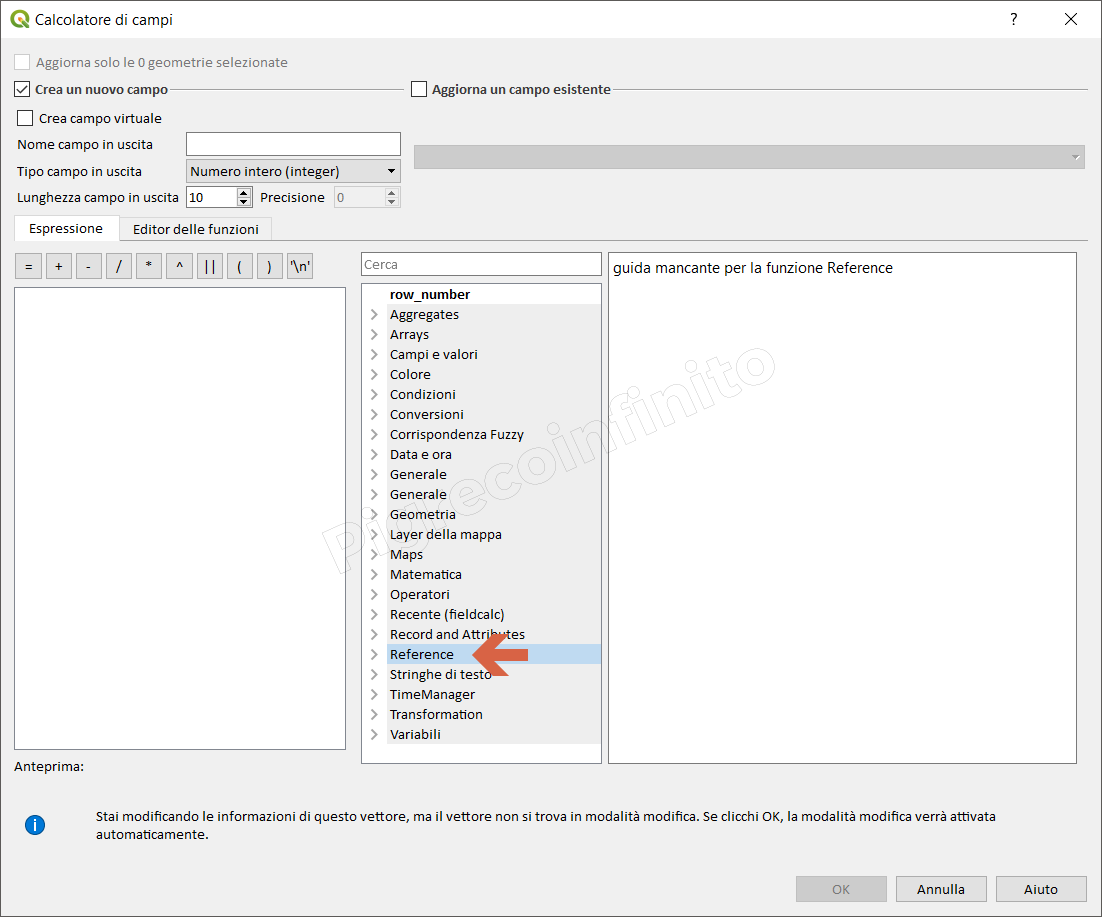 Calcolatore di campi
?
Aggiorna solo le 0 geometrie selezionate
Crea un nuovo campo
Aggiorna un campo esistente
Crea campo virtuale
Nome campo in uscita
Tipo campo in uscita
Numero intero (integer)
Lunghezza campo in uscita
10
Precisione
0
Espressione
Editor delle funzioni
= + - / * ^ || ( ) '\n'
Cerca
row_number
Aggregates
Arrays
Campi e valori
Colore
Condizioni
Conversioni
Corrispondenza Fuzzy
Data e ora
Generale
Generale
Geometria
Layer della mappa
Maps
Matematica
Operatori
Recente (fieldcalc)
Record and Attributes
Reference
Stringhe di testo
TimeManager
Transformation
Variabili
guida mancante per la funzione Reference
Pigrecoinfinito
Anteprima:
Stai modificando le informazioni di questo vettore, ma il vettore non si trova in modalità modifica. Se clicchi OK, la modalità modifica verrà attivata
automaticamente.
OK
Annulla
Aiuto